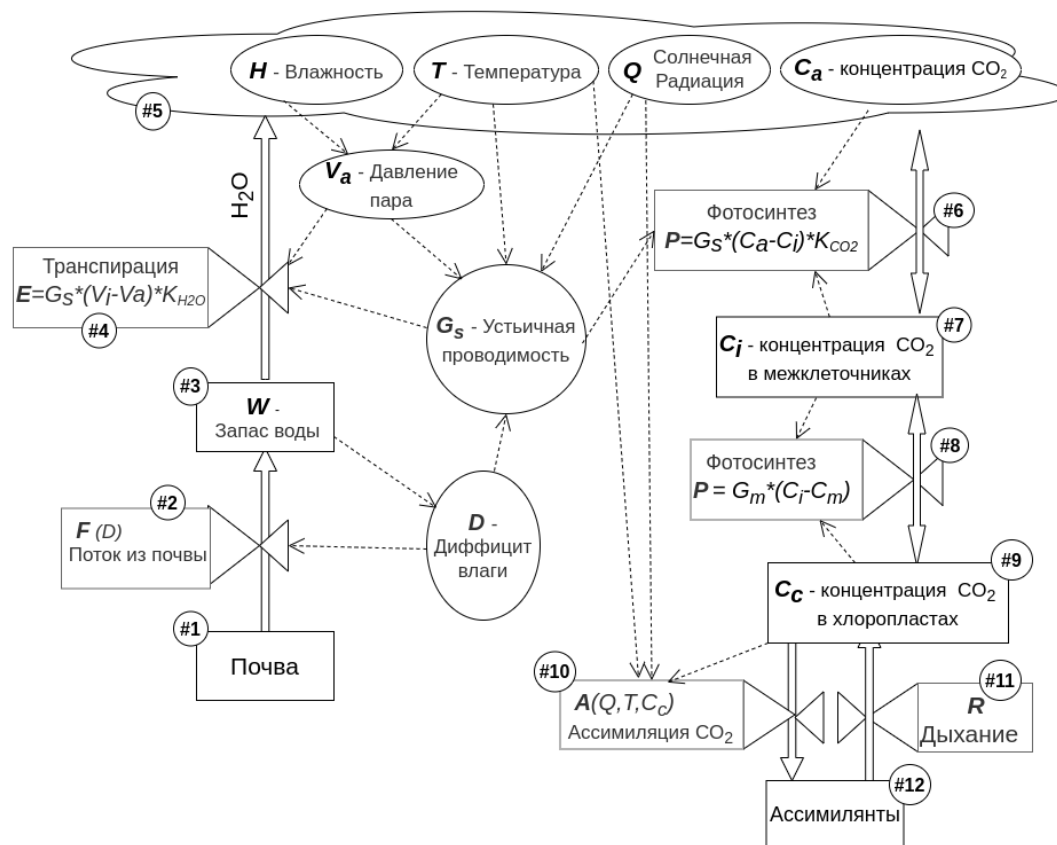 H - Влажность
T - Температура
Q Солнечная
Радиация
C_a - концентрация CO₂
#5
H₂O
V_a - Давление
пара
Фотосинтез
P=G_S*(C_a-C_i)*K_CO2
#6
Транспирация
E=G_S*(V_i-Va)*K_H2O
#4
G_s - Устьичная
проводимость
#7
C_i - концентрация CO₂
в межклеточниках
#3
W -
Запас воды
#8
Фотосинтез
P = G_m*(C_i-C_m)
#2
F (D)
Поток из почвы
D -
Диффицит
влаги
#9
C_c - концентрация CO₂
в хлоропластах
#1
Почва
#10
A(Q,T,C_c)
Ассимиляция CO₂
#11
R
Дыхание
#12
Ассимилянты